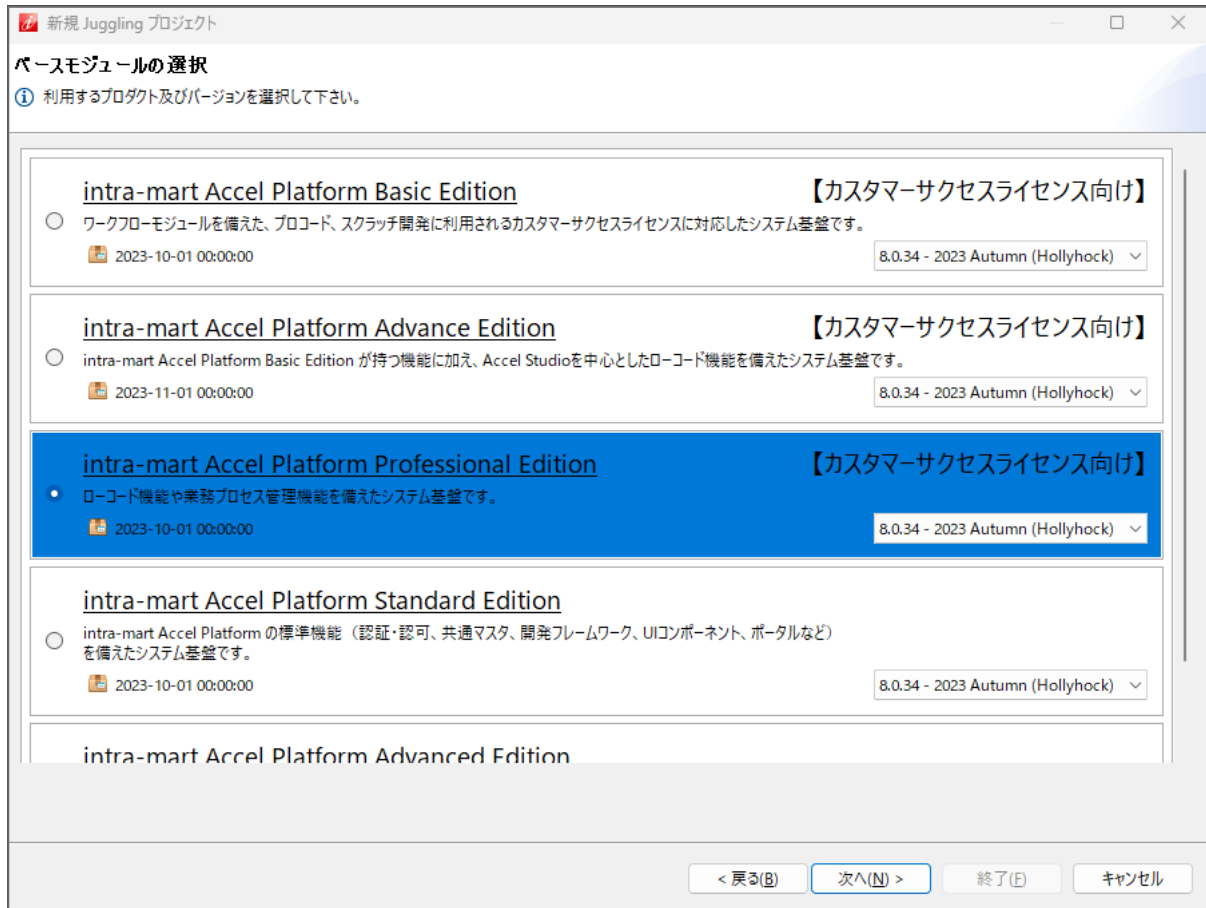 新規 Juggling プロジェクト
ベースモジュールの選択
利用するプロダクト及びバージョンを選択して下さい。
intra-mart Accel Platform Basic Edition 【カスタマーサクセスライセンス向け】
ワークフローモジュールを備えた、プロコード、スクラッチ開発に利用されるカスタマーサクセスライセンスに対応したシステム基盤です。
2023-10-01 00:00:00 8.0.34 - 2023 Autumn (Hollyhock)
intra-mart Accel Platform Advance Edition 【カスタマーサクセスライセンス向け】
intra-mart Accel Platform Basic Edition が持つ機能に加え、Accel Studioを中心としたローコード機能を備えたシステム基盤です。
2023-11-01 00:00:00 8.0.34 - 2023 Autumn (Hollyhock)
intra-mart Accel Platform Professional Edition 【カスタマーサクセスライセンス向け】
ローコード機能や業務プロセス管理機能を備えたシステム基盤です。
2023-10-01 00:00:00 8.0.34 - 2023 Autumn (Hollyhock)
intra-mart Accel Platform Standard Edition
intra-mart Accel Platform の標準機能（認証・認可、共通マスタ、開発フレームワーク、UIコンポーネント、ポータルなど）
を備えたシステム基盤です。
2023-10-01 00:00:00 8.0.34 - 2023 Autumn (Hollyhock)
intra-mart Accel Platform Advanced Edition
< 戻る(B) 次へ(N) > 終了(F) キャンセル